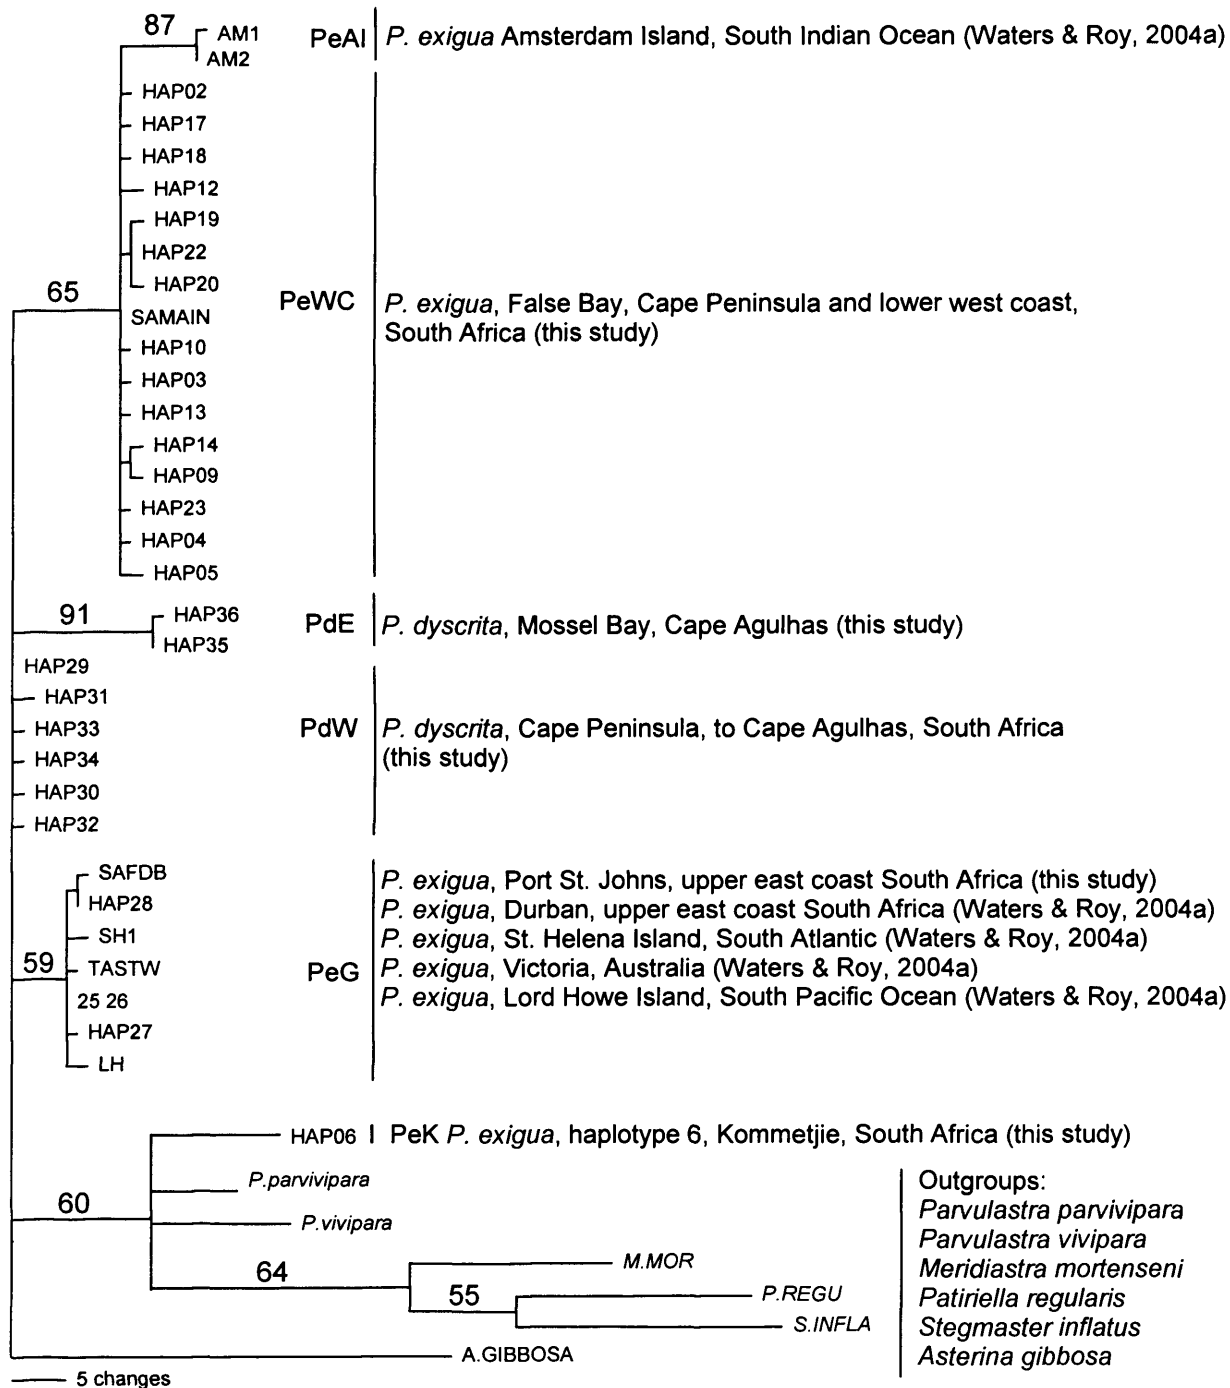 87
AM1
AM2
PeAI
P. exigua Amsterdam Island, South Indian Ocean (Waters & Roy, 2004a)
HAP02
HAP17
HAP18
HAP12
HAP19
HAP22
HAP20
65
SAMAIN
HAP10
HAP03
HAP13
HAP14
HAP09
HAP23
HAP04
HAP05
PeWC
P. exigua, False Bay, Cape Peninsula and lower west coast,
South Africa (this study)
91
HAP36
HAP35
PdE
P. dyscrita, Mossel Bay, Cape Agulhas (this study)
HAP29
HAP31
HAP33
HAP34
HAP30
HAP32
PdW
P. dyscrita, Cape Peninsula, to Cape Agulhas, South Africa
(this study)
SAFDB
HAP28
SH1
59
TASTW
25 26
HAP27
LH
PeG
P. exigua, Port St. Johns, upper east coast South Africa (this study)
P. exigua, Durban, upper east coast South Africa (Waters & Roy, 2004a)
P. exigua, St. Helena Island, South Atlantic (Waters & Roy, 2004a)
P. exigua, Victoria, Australia (Waters & Roy, 2004a)
P. exigua, Lord Howe Island, South Pacific Ocean (Waters & Roy, 2004a)
HAP06 I PeK P. exigua, haplotype 6, Kommetjie, South Africa (this study)
P.parvivipara
60
P.vivipara
64
M.MOR
55
P.REGU
S.INFLA
A.GIBBOSA
5 changes
Outgroups:
Parvulastra parvivipara
Parvulastra vivipara
Meridiastra mortenseni
Patiriella regularis
Stegmaster inflatus
Asterina gibbosa